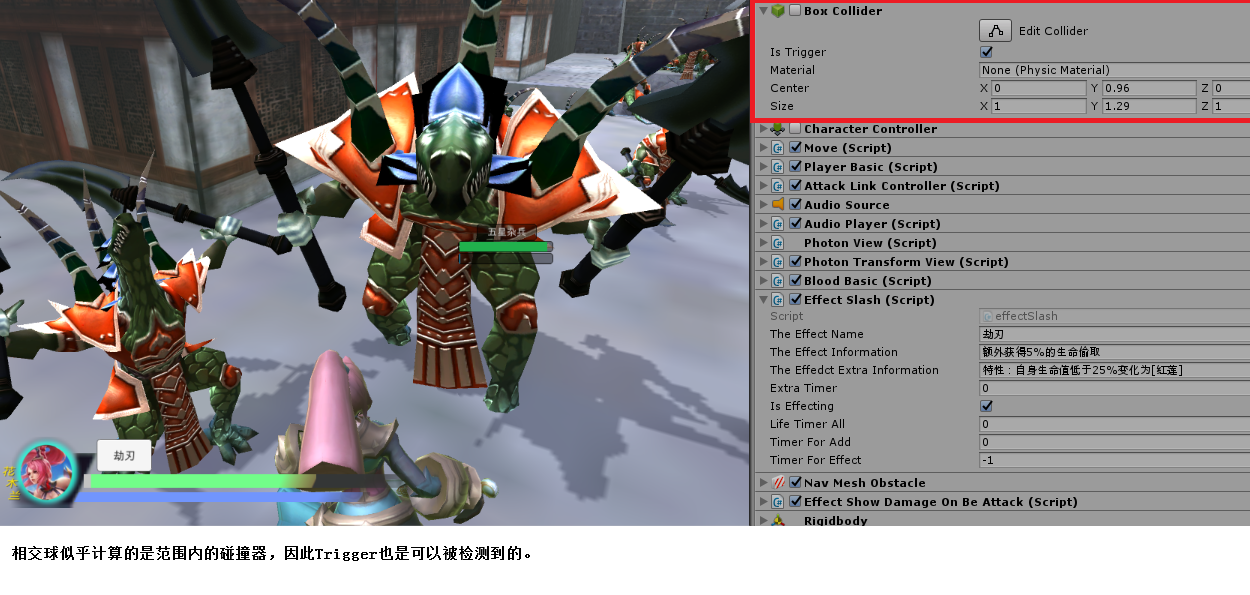 五星杂兵
花
木
兰
劫刃
Box Collider
Edit Collider
Is Trigger
Material None (Physic Material)
Center X 0 Y 0.96 Z 0
Size X 1 Y 1.29 Z 1
Character Controller
Move (Script)
Player Basic (Script)
Attack Link Controller (Script)
Audio Source
Audio Player (Script)
Photon View (Script)
Photon Transform View (Script)
Blood Basic (Script)
Effect Slash (Script)
Script effectSlash
The Effect Name 劫刃
The Effect Information 额外获得5%的生命偷取
The Effedct Extra Information 特性：自身生命值低于25%变化为[红莲]
Extra Timer 0
Is Effecting
Life Timer All 0
Timer For Add 0
Timer For Effect -1
Nav Mesh Obstacle
Effect Show Damage On Be Attack (Script)
Rigidbody
相交球似乎计算的是范围内的碰撞器，因此Trigger也是可以被检测到的。